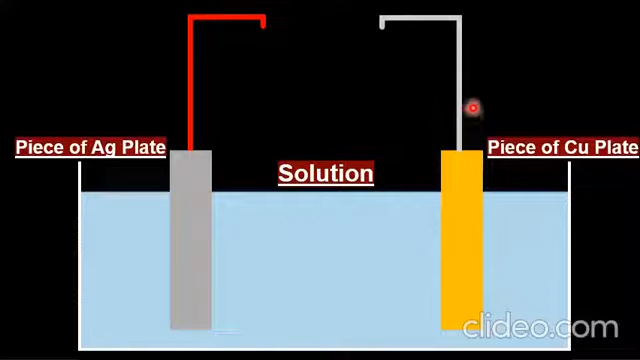 Piece of Ag Plate
Piece of Cu Plate
Solution
clideo.com